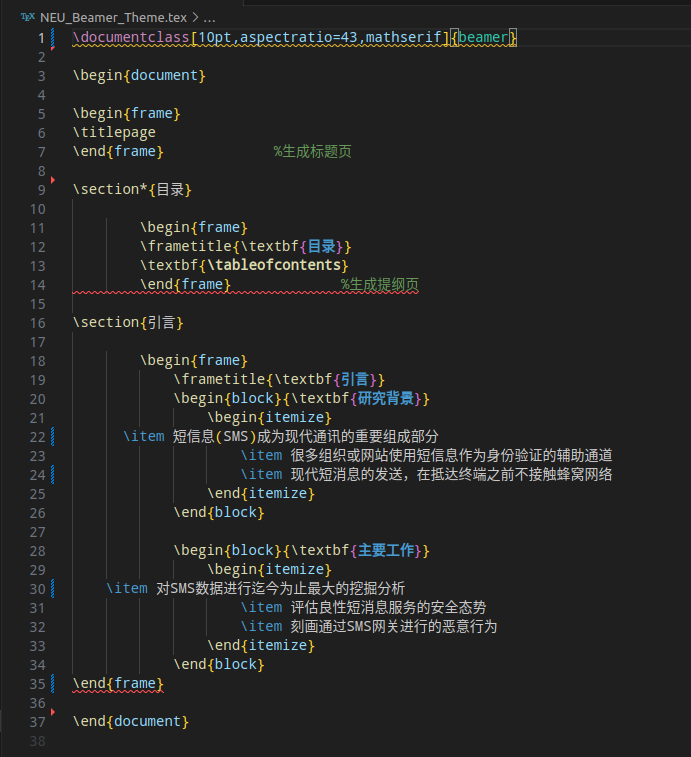 TEX NEU_Beamer_Theme.tex > ...
1 \documentclass[10pt,aspectratio=43,mathserif]{beamer}
2
3 \begin{document}
4
5 \begin{frame}
6 \titlepage
7 \end{frame} %生成标题页
8
9 \section*{目录}
10
11 \begin{frame}
12 \frametitle{\textbf{目录}}
13 \textbf{\tableofcontents}
14 \end{frame} %生成提纲页
15
16 \section{引言}
17
18 \begin{frame}
19 \frametitle{\textbf{引言}}
20 \begin{block}{\textbf{研究背景}}
21 \begin{itemize}
22 \item 短信息(SMS)成为现代通讯的重要组成部分
23 \item 很多组织或网站使用短信息作为身份验证的辅助通道
24 \item 现代短消息的发送，在抵达终端之前不接触蜂窝网络
25 \end{itemize}
26 \end{block}
27
28 \begin{block}{\textbf{主要工作}}
29 \begin{itemize}
30 \item 对SMS数据进行迄今为止最大的挖掘分析
31 \item 评估良性短消息服务的安全态势
32 \item 刻画通过SMS网关进行的恶意行为
33 \end{itemize}
34 \end{block}
35 \end{frame}
36
37 \end{document}
38